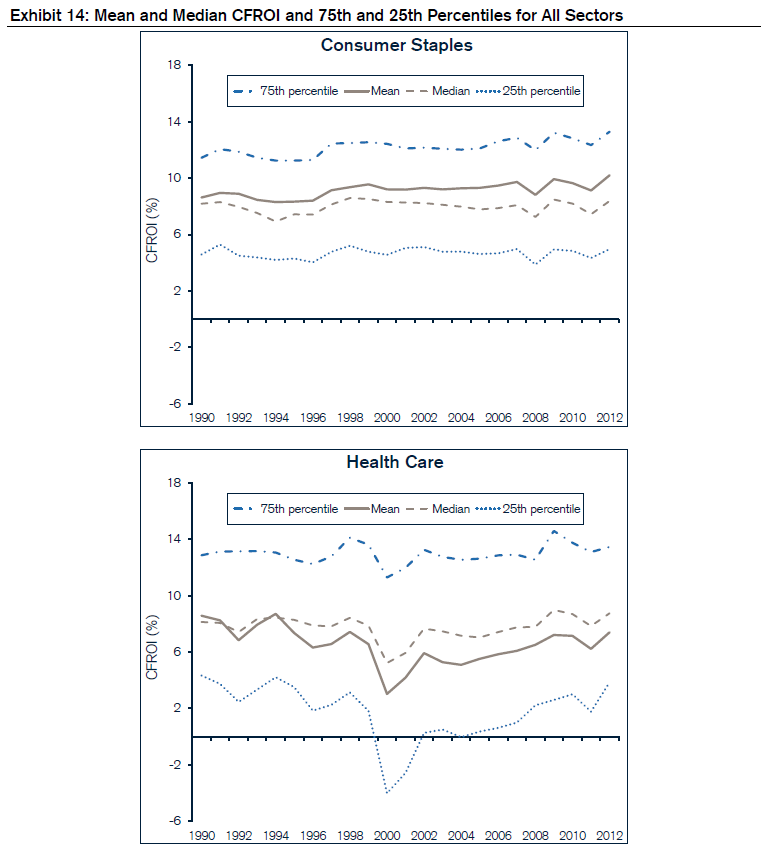 Exhibit 14: Mean and Median CFROI and 75th and 25th Percentiles for All Sectors
Consumer Staples
18
75th percentile Mean Median 25th percentile
14
10
6
2
-2
-6
CFROI (%)
1990 1992 1994 1996 1998 2000 2002 2004 2006 2008 2010 2012
Health Care
18
75th percentile Mean Median 25th percentile
14
10
6
2
-2
-6
CFROI (%)
1990 1992 1994 1996 1998 2000 2002 2004 2006 2008 2010 2012